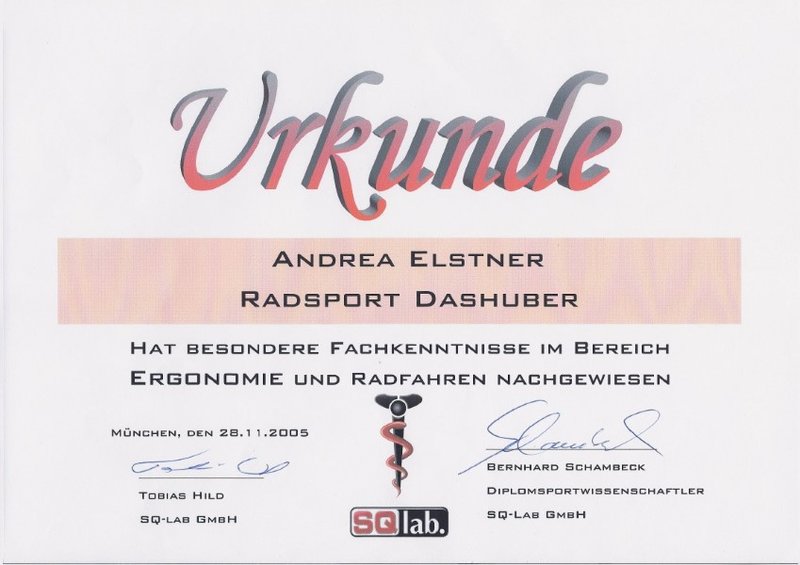 Urkunde
ANDREA ELSTNER
RADSPORT DASHUBER
HAT BESONDERE FACHKENNTNISSE IM BEREICH
ERGONOMIE UND RADFAHREN NACHGEWIESEN
MÜNCHEN, DEN 28.11.2005
TOBIAS HILD
SQ-LAB GMBH
BERNHARD SCHAMBECK
DIPLOMSPORTWISSENSCHAFTLER
SQ-LAB GMBH
SQlab.